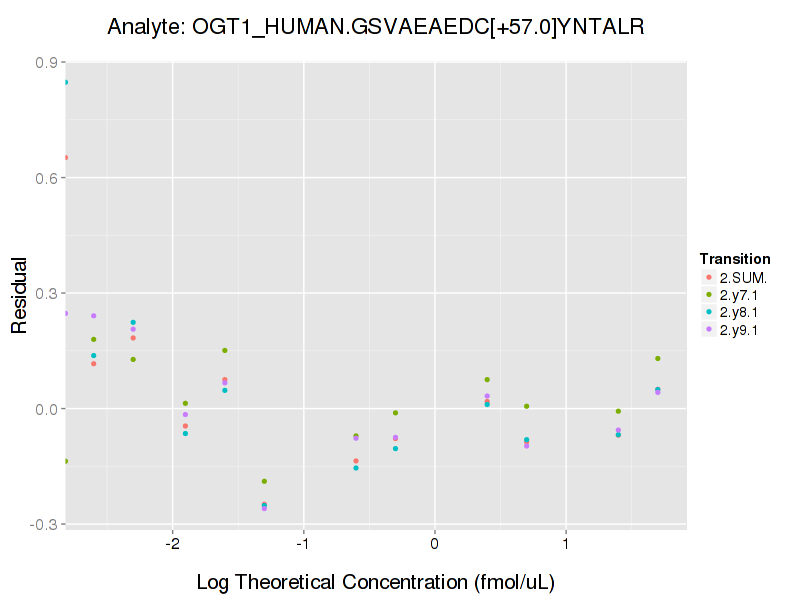 Analyte: OGT1_HUMAN.GSVAEAEDC[+57.0]YNTALR
0.9
0.6
0.3
0.0
-0.3
Residual
-2
-1
0
1
Log Theoretical Concentration (fmol/uL)
Transition
2.SUM.
2.y7.1
2.y8.1
2.y9.1